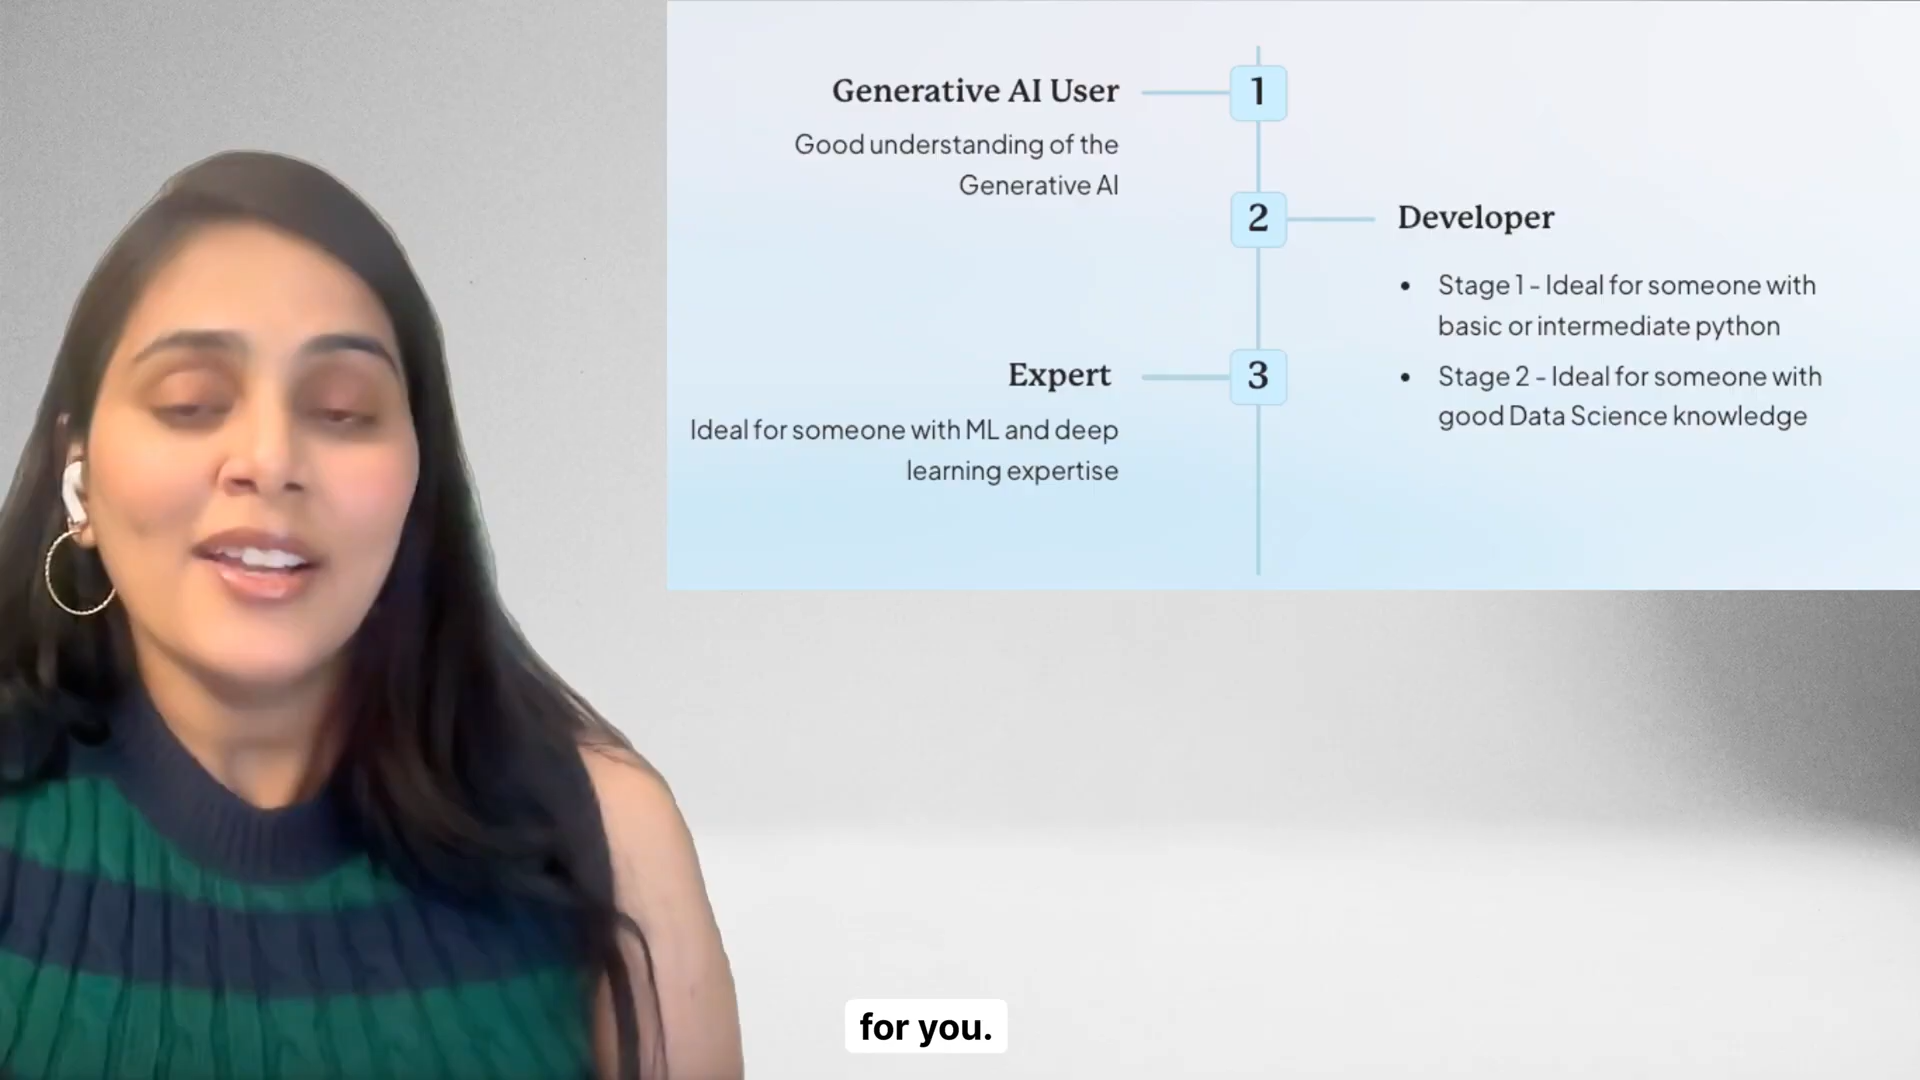 Generative AI User
1
Good understanding of the
Generative AI
2
Developer
• Stage 1 - Ideal for someone with
basic or intermediate python
• Stage 2 - Ideal for someone with
good Data Science knowledge
Expert
3
Ideal for someone with ML and deep
learning expertise
for you.